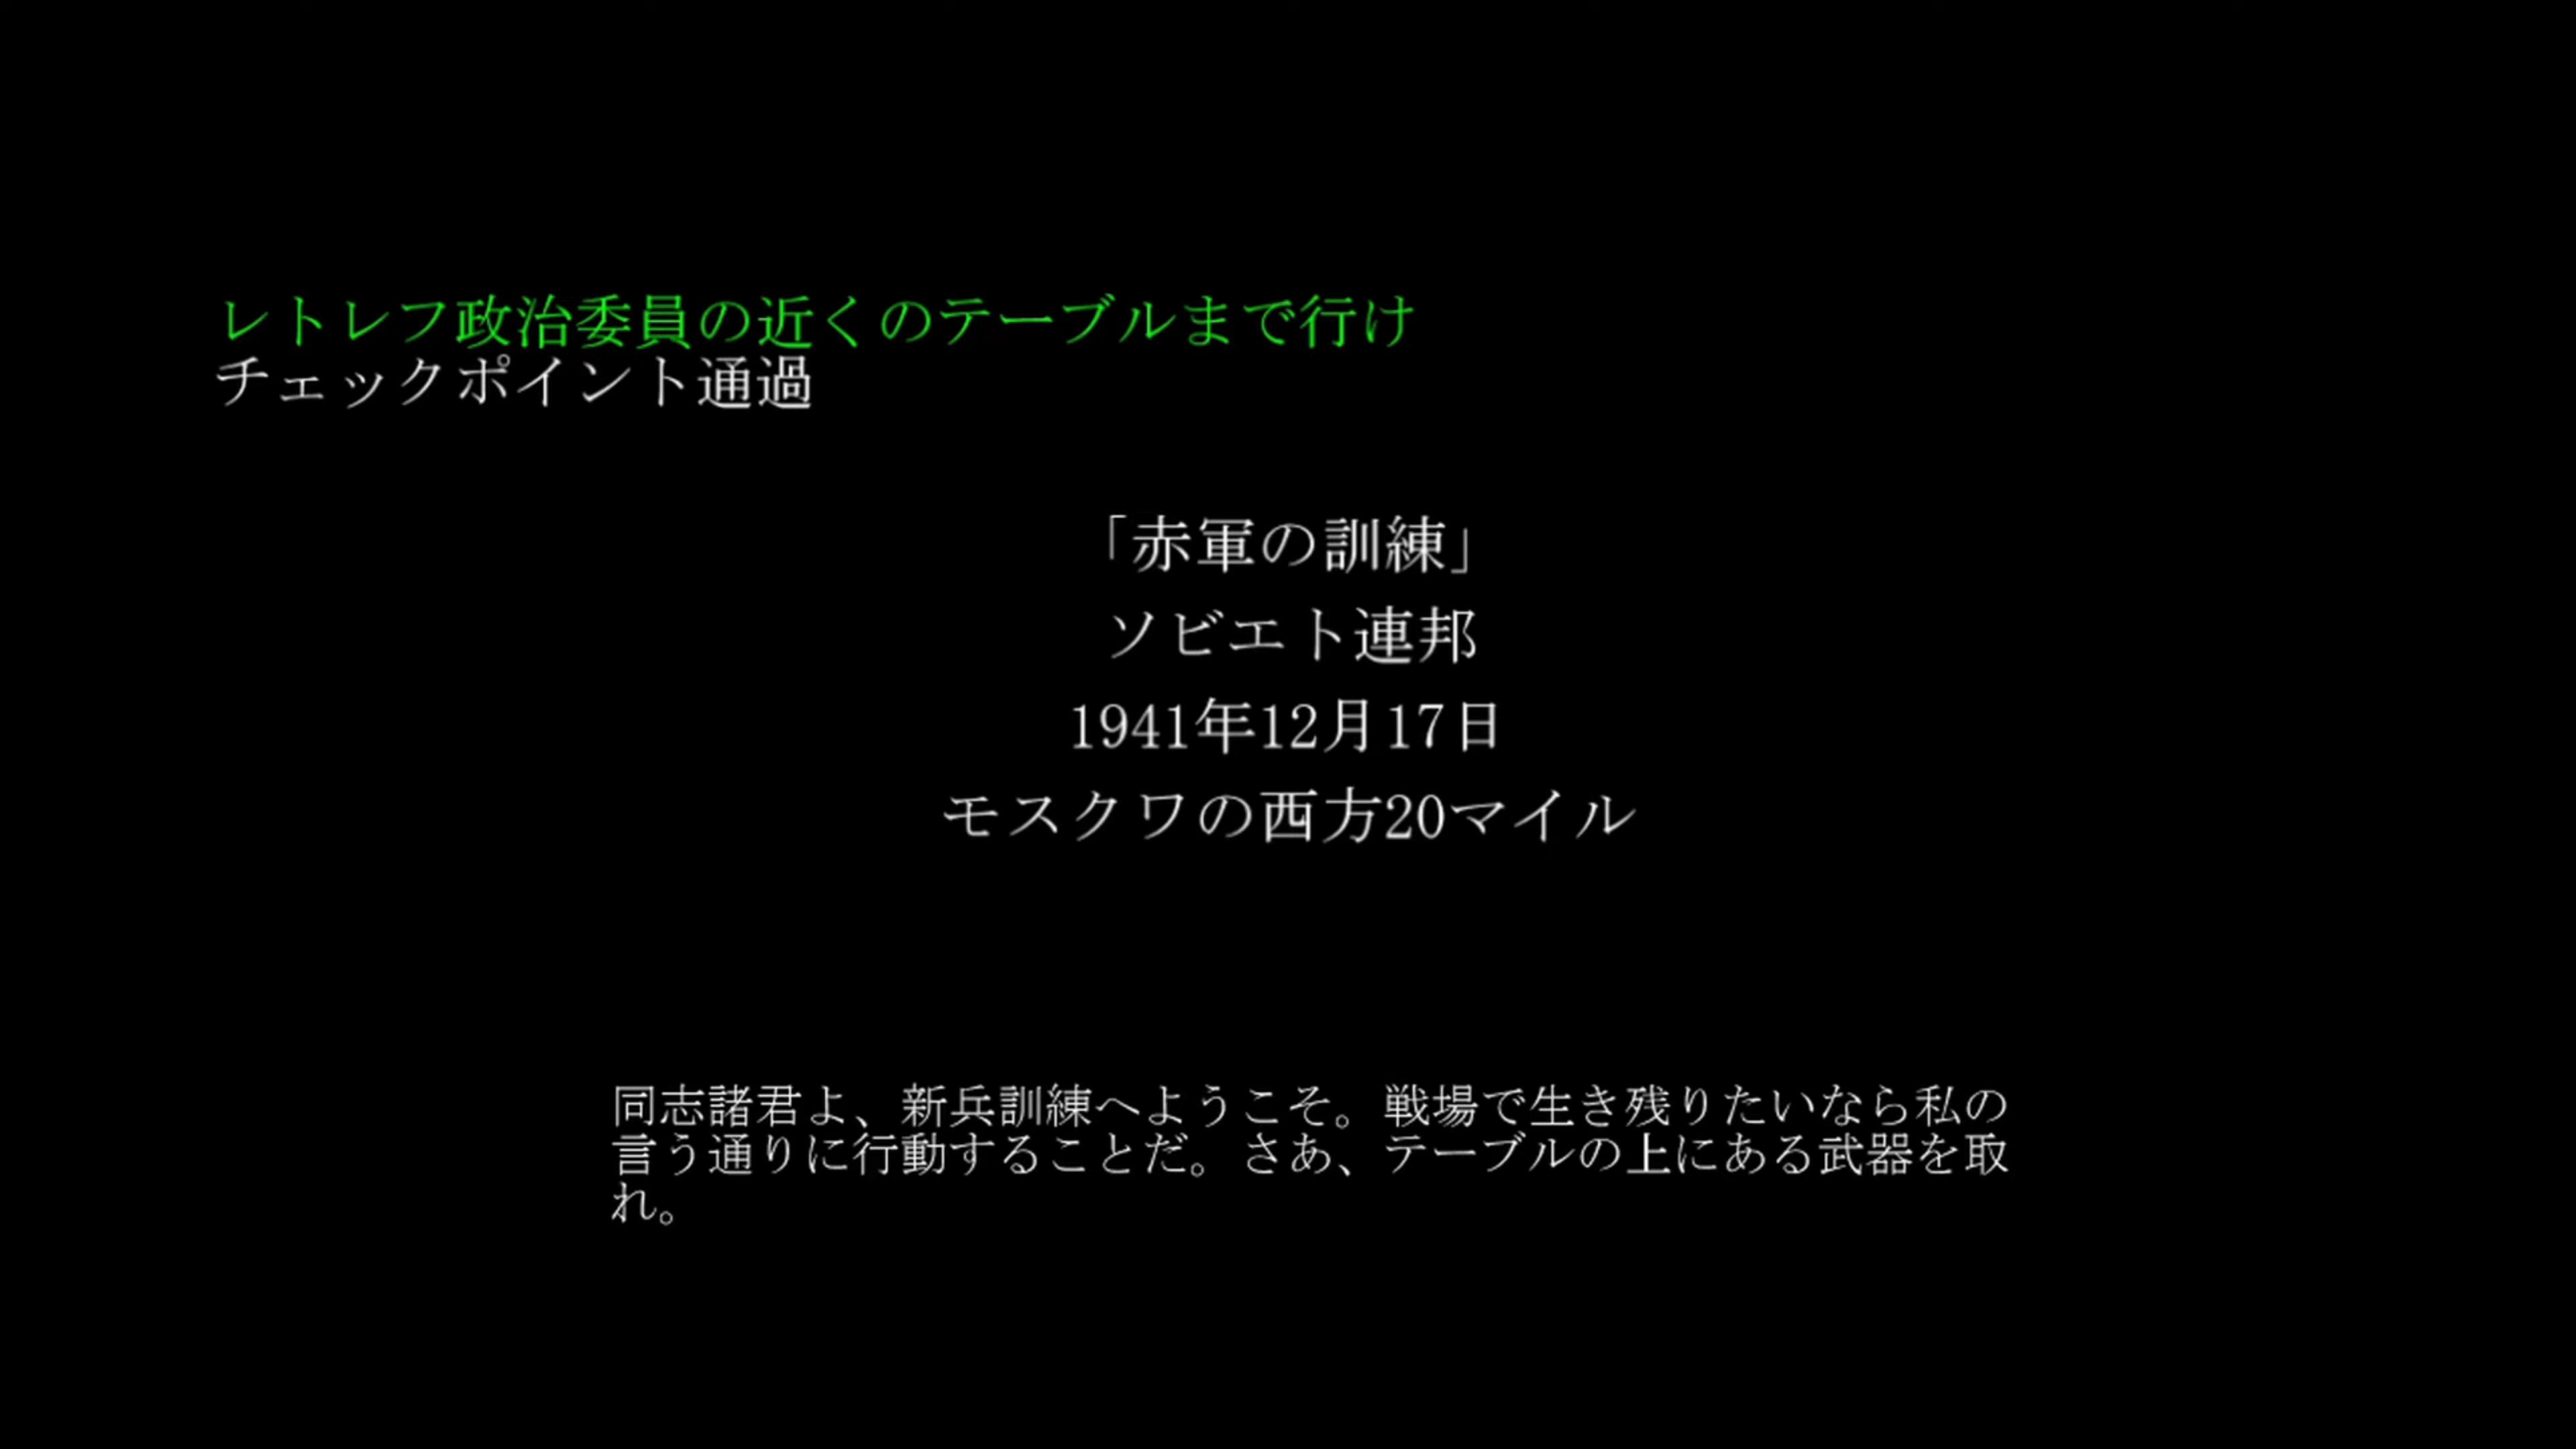 レトレフ政治委員の近くのテーブルまで行け
チェックポイント通過
「赤軍の訓練」
ソビエト連邦
1941年12月17日
モスクワの西方20マイル
同志諸君よ、新兵訓練へようこそ。戦場で生き残りたいなら私の
言う通りに行動することだ。さあ、テーブルの上にある武器を取
れ。